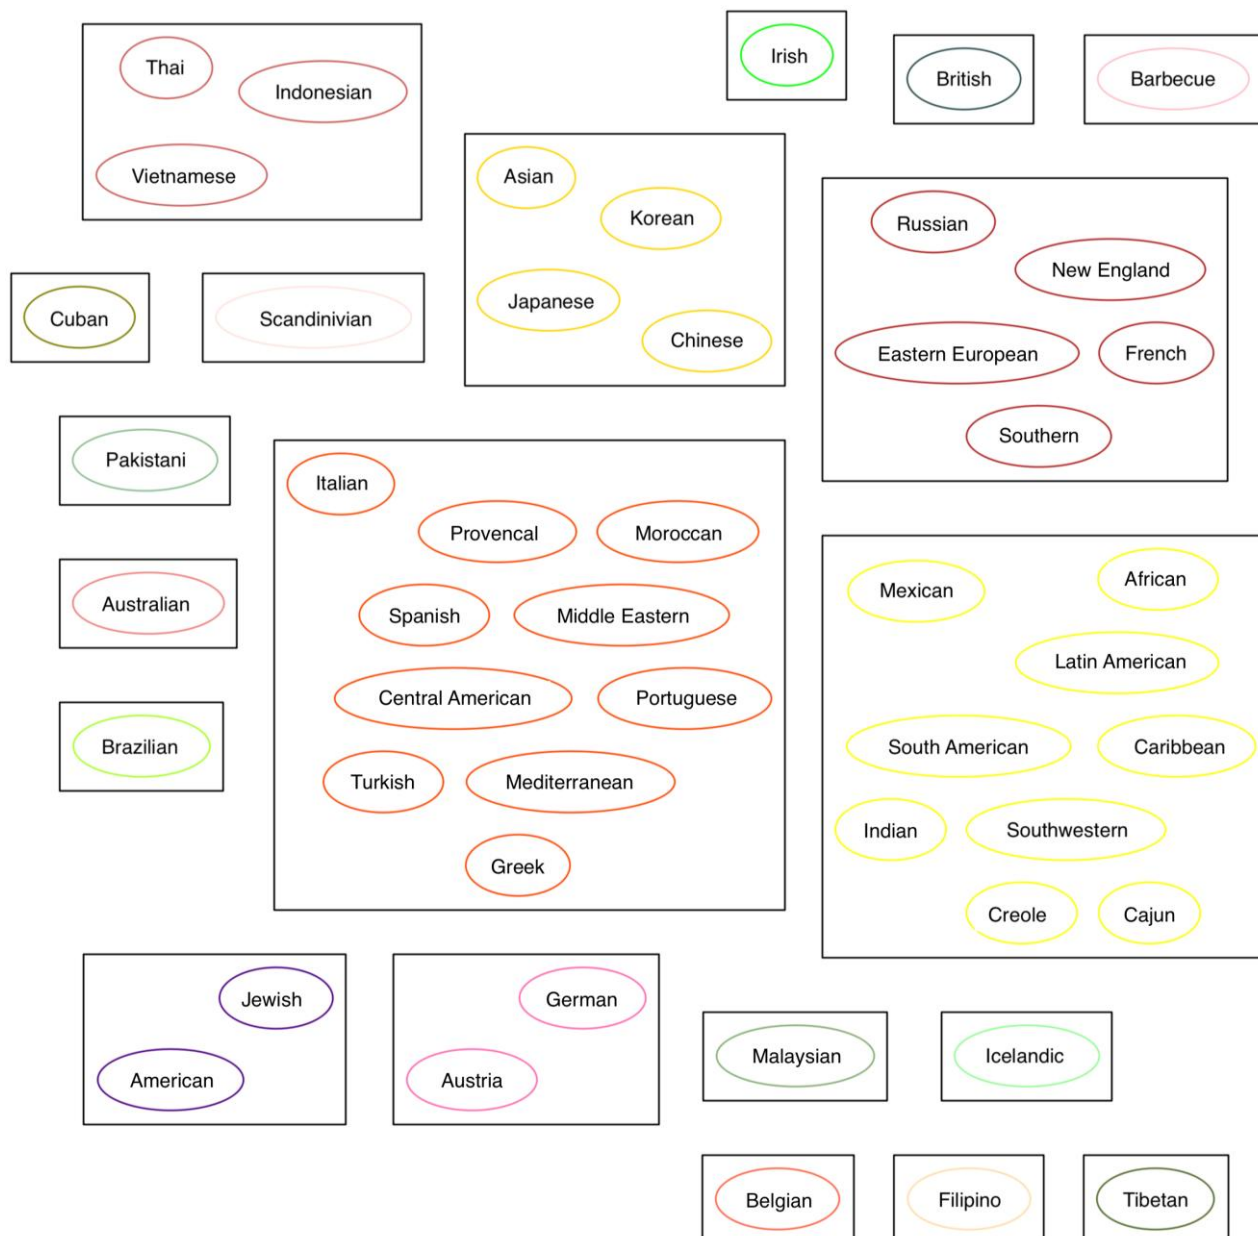 Thai
Indonesian
Vietnamese
Irish
British
Barbecue
Asian
Korean
Japanese
Chinese
Russian
New England
Eastern European
French
Southern
Cuban
Scandinivian
Pakistani
Australian
Brazilian
Italian
Provencal
Moroccan
Spanish
Middle Eastern
Central American
Portuguese
Turkish
Mediterranean
Greek
Mexican
African
Latin American
South American
Caribbean
Indian
Southwestern
Creole
Cajun
Jewish
American
German
Austria
Malaysian
Icelandic
Belgian
Filipino
Tibetan